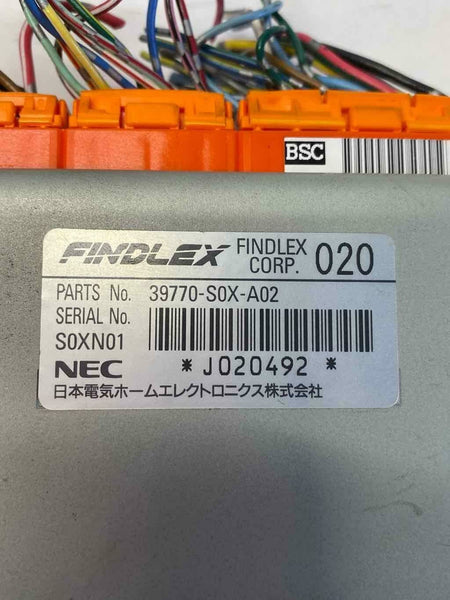 BSC
FINDLEX FINDLEX CORP. 020
PARTS No. 39770-S0X-A02
SERIAL No.
S0XN01
NEC *J020492*
日本電気ホームエレクトロニクス株式会社